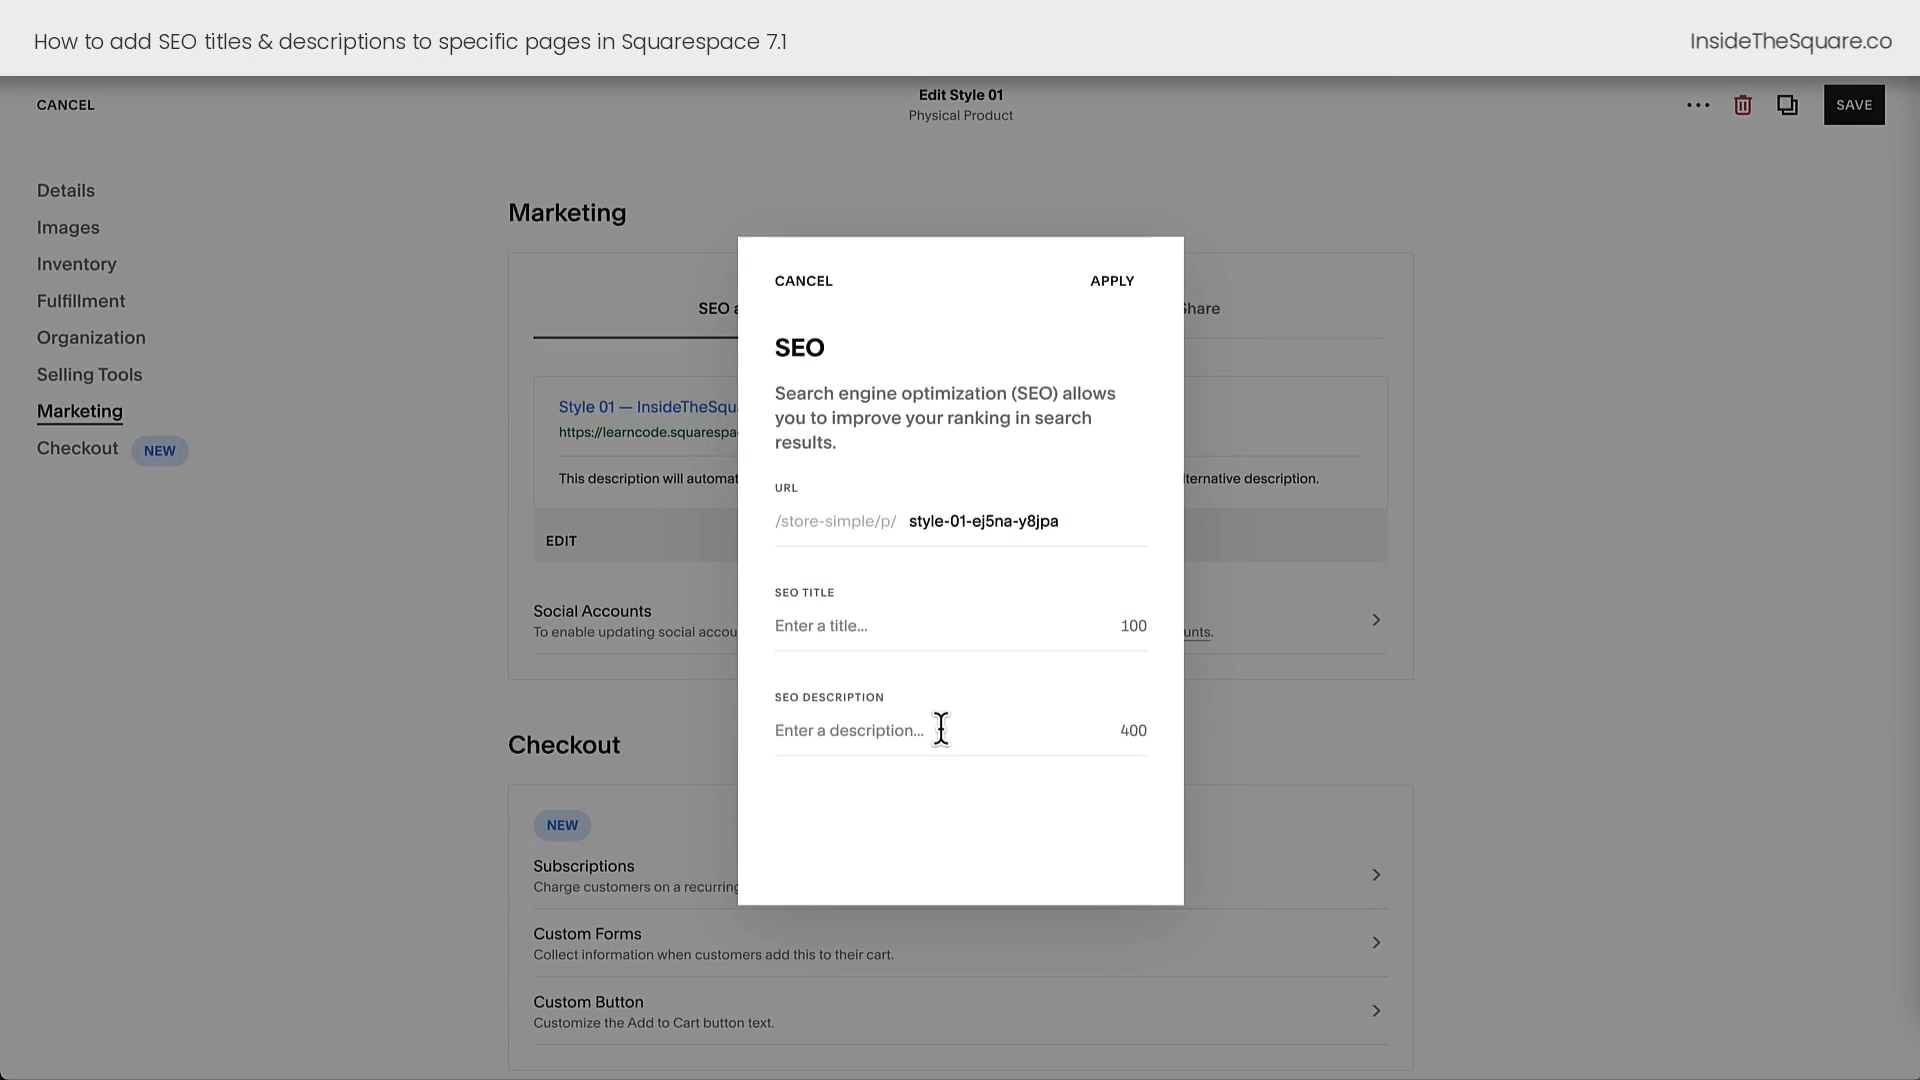 How to add SEO titles & descriptions to specific pages in Squarespace 7.1
InsideTheSquare.co
CANCEL
Edit Style 01
Physical Product
SAVE
Details
Images
Inventory
Fulfillment
Organization
Selling Tools
Marketing
Checkout NEW
Marketing
SEO a
Share
Style 01 — InsideTheSqu
https://learncode.squarespa
This description will automat
lternative description.
EDIT
Social Accounts
To enable updating social accou
unts.
CANCEL
APPLY
SEO
Search engine optimization (SEO) allows
you to improve your ranking in search
results.
URL
/store-simple/p/ style-01-ej5na-y8jpa
SEO TITLE
Enter a title... 100
SEO DESCRIPTION
Enter a description... 400
Checkout
NEW
Subscriptions
Charge customers on a recurring
Custom Forms
Collect information when customers add this to their cart.
Custom Button
Customize the Add to Cart button text.